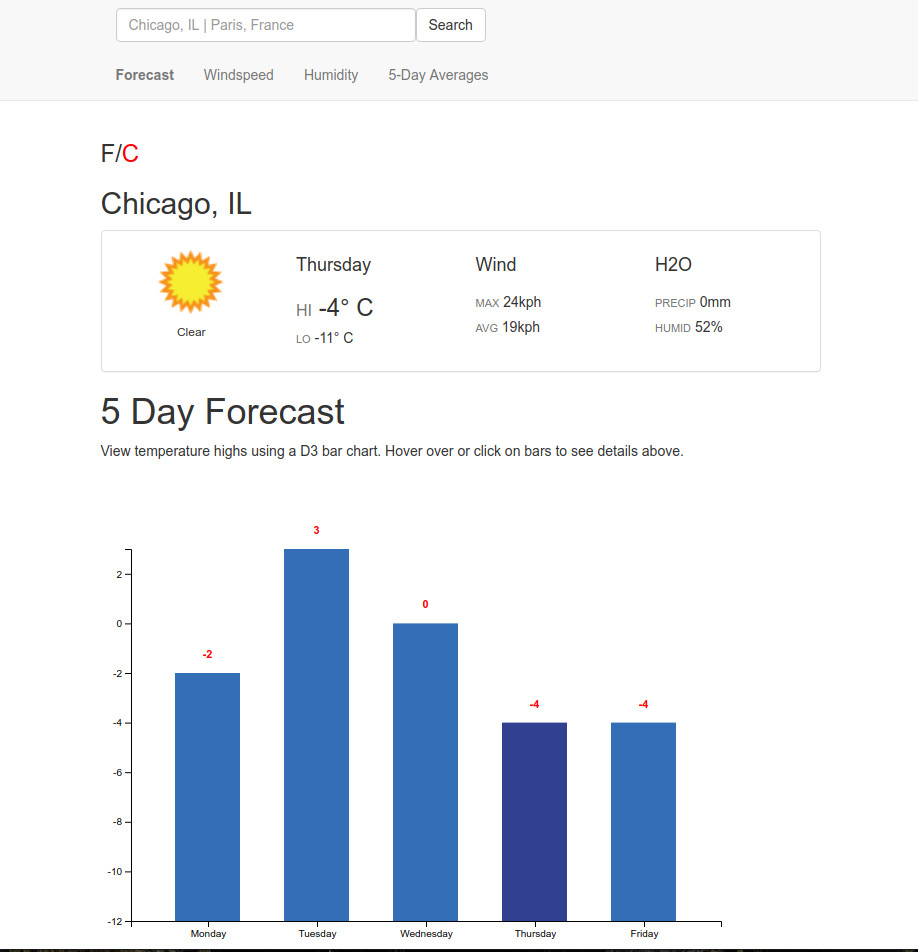 Chicago, IL | Paris, France
Search
Forecast Windspeed Humidity 5-Day Averages
F/C
Chicago, IL
Thursday Wind H2O
HI -4° C MAX 24kph PRECIP 0mm
LO -11° C AVG 19kph HUMID 52%
Clear
5 Day Forecast
View temperature highs using a D3 bar chart. Hover over or click on bars to see details above.
3
2
0
0
-2
-2
-4 -4
-4
-6
-8
-10
-12
Monday Tuesday Wednesday Thursday Friday